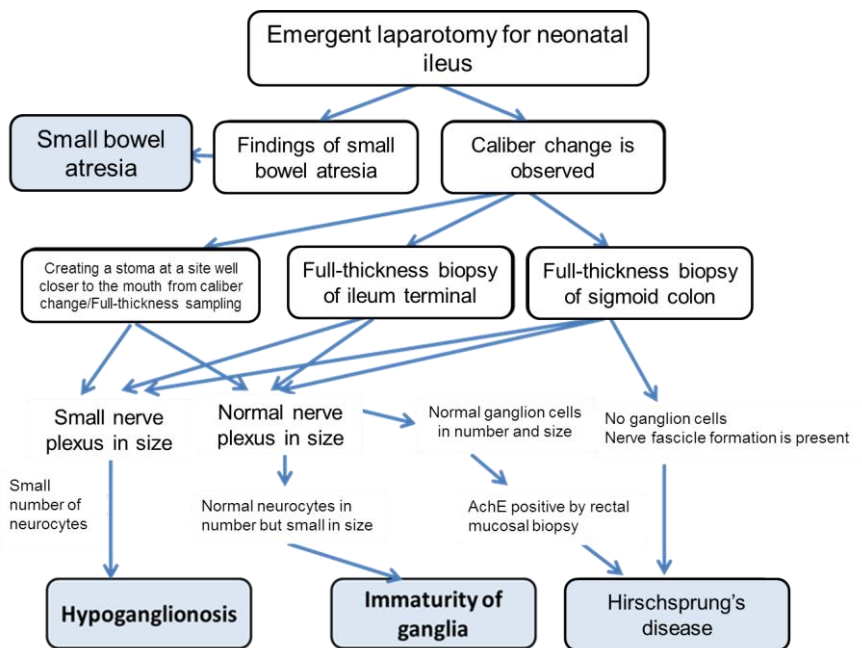 Emergent laparotomy for neonatal
ileus
Small bowel
atresia
Findings of small
bowel atresia
Caliber change is
observed
Creating a stoma at a site well
closer to the mouth from caliber
change/Full-thickness sampling
Full-thickness biopsy
of ileum terminal
Full-thickness biopsy
of sigmoid colon
Small nerve
plexus in size
Normal nerve
plexus in size
Normal ganglion cells
in number and size
No ganglion cells
Nerve fascicle formation is present
Small
number of
neurocytes
Normal neurocytes in
number but small in size
AchE positive by rectal
mucosal biopsy
Hypoganglionosis
Immaturity of
ganglia
Hirschsprung's
disease